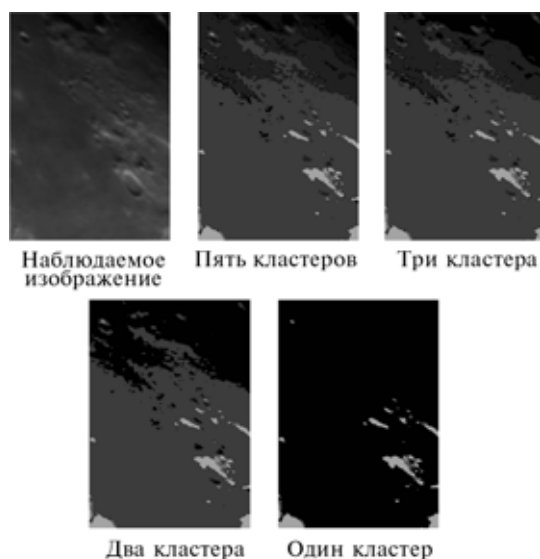 Наблюдаемое
изображение
Пять кластеров
Три кластера
Два кластера
Один кластер